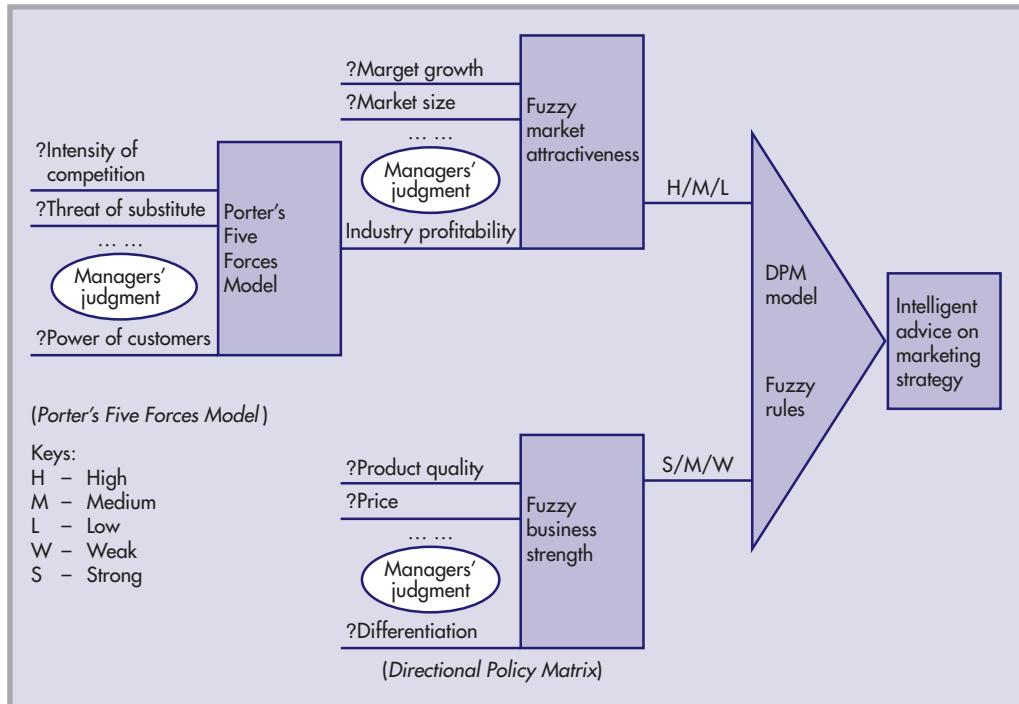 ?Marget growth
?Market size
... ...
Managers'
judgment
Industry profitability
Fuzzy
market
attractiveness
?Intensity of
competition
?Threat of substitute
... ...
Managers'
judgment
?Power of customers
Porter's
Five
Forces
Model
H/M/L
DPM
model
Fuzzy
rules
Intelligent
advice on
marketing
strategy
(Porter's Five Forces Model)
Keys:
H – High
M – Medium
L – Low
W – Weak
S – Strong
?Product quality
?Price
... ...
Managers'
judgment
?Differentiation
Fuzzy
business
strength
S/M/W
(Directional Policy Matrix)